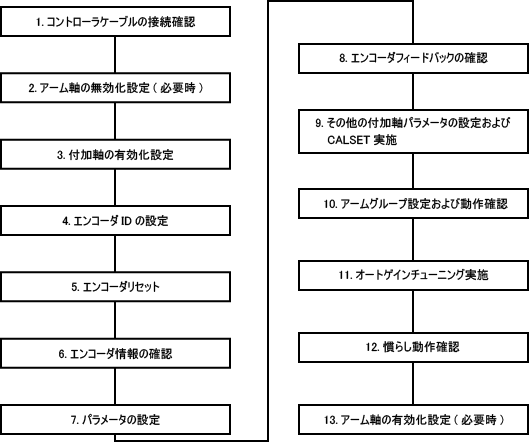 1. コントローラケーブルの接続確認
2. アーム軸の無効化設定 ( 必要時 )
3. 付加軸の有効化設定
4. エンコーダ ID の設定
5. エンコーダリセット
6. エンコーダ情報の確認
7. パラメータの設定
8. エンコーダフィードバックの確認
9. その他の付加軸パラメータの設定および
CALSET 実施
10. アームグループ設定および動作確認
11. オートゲインチューニング実施
12. 慣らし動作確認
13. アーム軸の有効化設定 ( 必要時 )